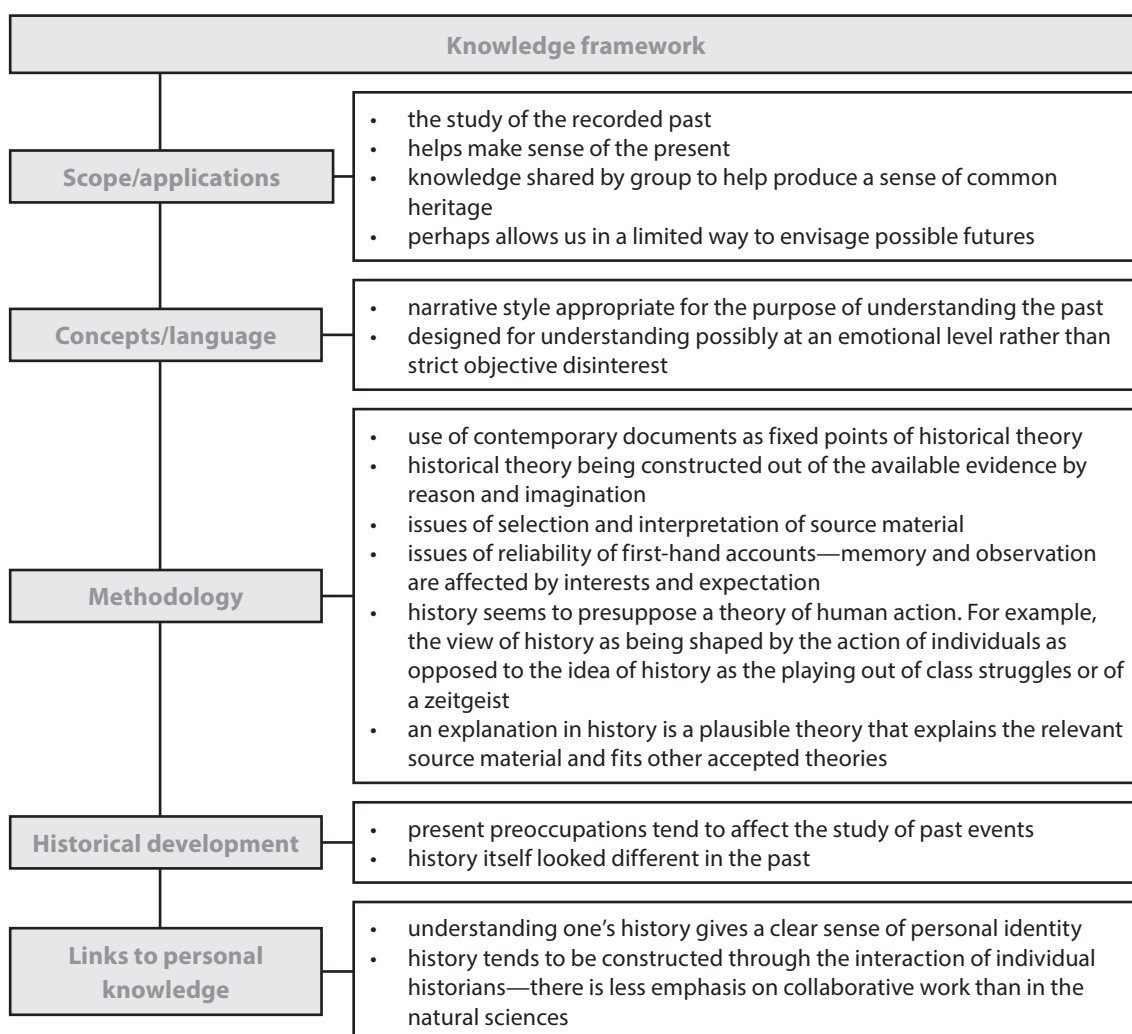 Knowledge framework
Scope/applications
• the study of the recorded past
• helps make sense of the present
• knowledge shared by group to help produce a sense of common
heritage
• perhaps allows us in a limited way to envisage possible futures
Concepts/language
• narrative style appropriate for the purpose of understanding the past
• designed for understanding possibly at an emotional level rather than
strict objective disinterest
Methodology
• use of contemporary documents as fixed points of historical theory
• historical theory being constructed out of the available evidence by
reason and imagination
• issues of selection and interpretation of source material
• issues of reliability of first-hand accounts—memory and observation
are affected by interests and expectation
• history seems to presuppose a theory of human action. For example,
the view of history as being shaped by the action of individuals as
opposed to the idea of history as the playing out of class struggles or of
a zeitgeist
• an explanation in history is a plausible theory that explains the relevant
source material and fits other accepted theories
Historical development
• present preoccupations tend to affect the study of past events
• history itself looked different in the past
Links to personal
knowledge
• understanding one’s history gives a clear sense of personal identity
• history tends to be constructed through the interaction of individual
historians—there is less emphasis on collaborative work than in the
natural sciences